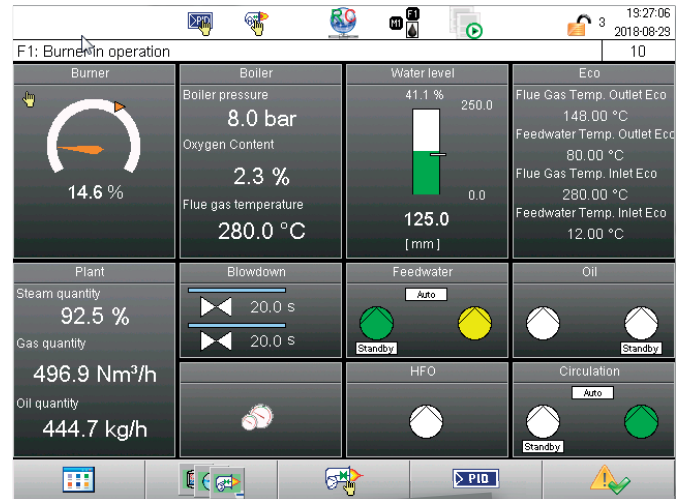 PID
RC
M1
F1
3
19:27:06
2018-08-29
F1: Burner in operation
10
Burner
14.6 %
Boiler
Boiler pressure
8.0 bar
Oxygen Content
2.3 %
Flue gas temperature
280.0 °C
Water level
41.1 %
250.0
0.0
125.0
[mm]
Eco
Flue Gas Temp. Outlet Eco
148.00 °C
Feedwater Temp. Outlet Eco
80.00 °C
Flue Gas Temp. Inlet Eco
280.00 °C
Feedwater Temp. Inlet Eco
12.00 °C
Plant
Steam quantity
92.5 %
Gas quantity
496.9 Nm³/h
Oil quantity
444.7 kg/h
Blowdown
20.0 s
20.0 s
Feedwater
Auto
Standby
Oil
Standby
HFO
Circulation
Auto
Standby
PID